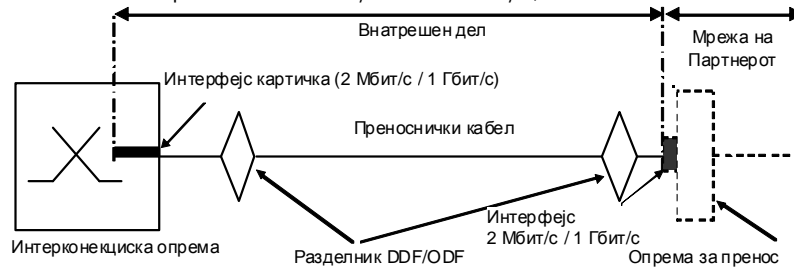 Внатрешен дел
Мрежа на
Партнерот
Интерфејс картичка (2 Мбит/с / 1 Гбит/с)
Преноснички кабел
Интерфејс
2 Мбит/с / 1 Гбит/с
Интерконекциска опрема
Разделник DDF/ODF
Опрема за пренос